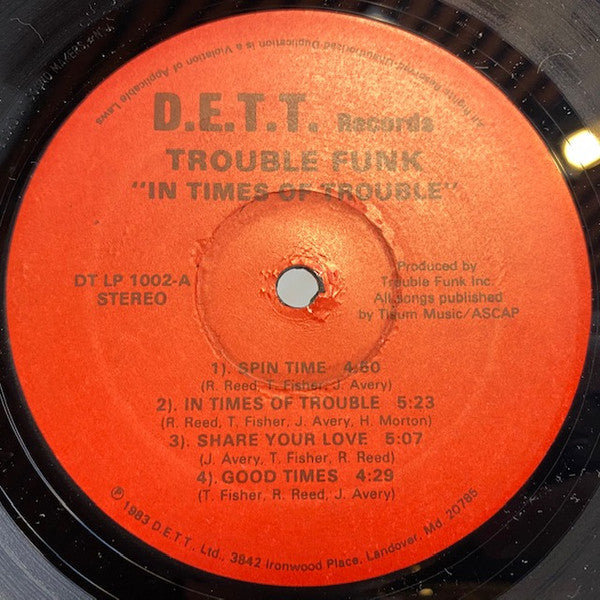 All Rights Reserved-Unauthorized Duplication is a Violation of Applicable Laws
D.E.T.T. Records
TROUBLE FUNK
"IN TIMES OF TROUBLE"
DT LP 1002-A
STEREO
Produced by
Trouble Funk Inc.
All songs published
by Tisum Music/ASCAP
1). SPIN TIME 4:50
(R. Reed, T. Fisher, J. Avery)
2). IN TIMES OF TROUBLE 5:23
(R. Reed, T. Fisher, J. Avery, H. Morton)
3). SHARE YOUR LOVE 5:07
(J. Avery, T. Fisher, R. Reed)
4). GOOD TIMES 4:29
(T. Fisher, R. Reed, J. Avery)
℗ 1983 D.E.T.T. Ltd., 3842 Ironwood Place, Landover, Md. 20785